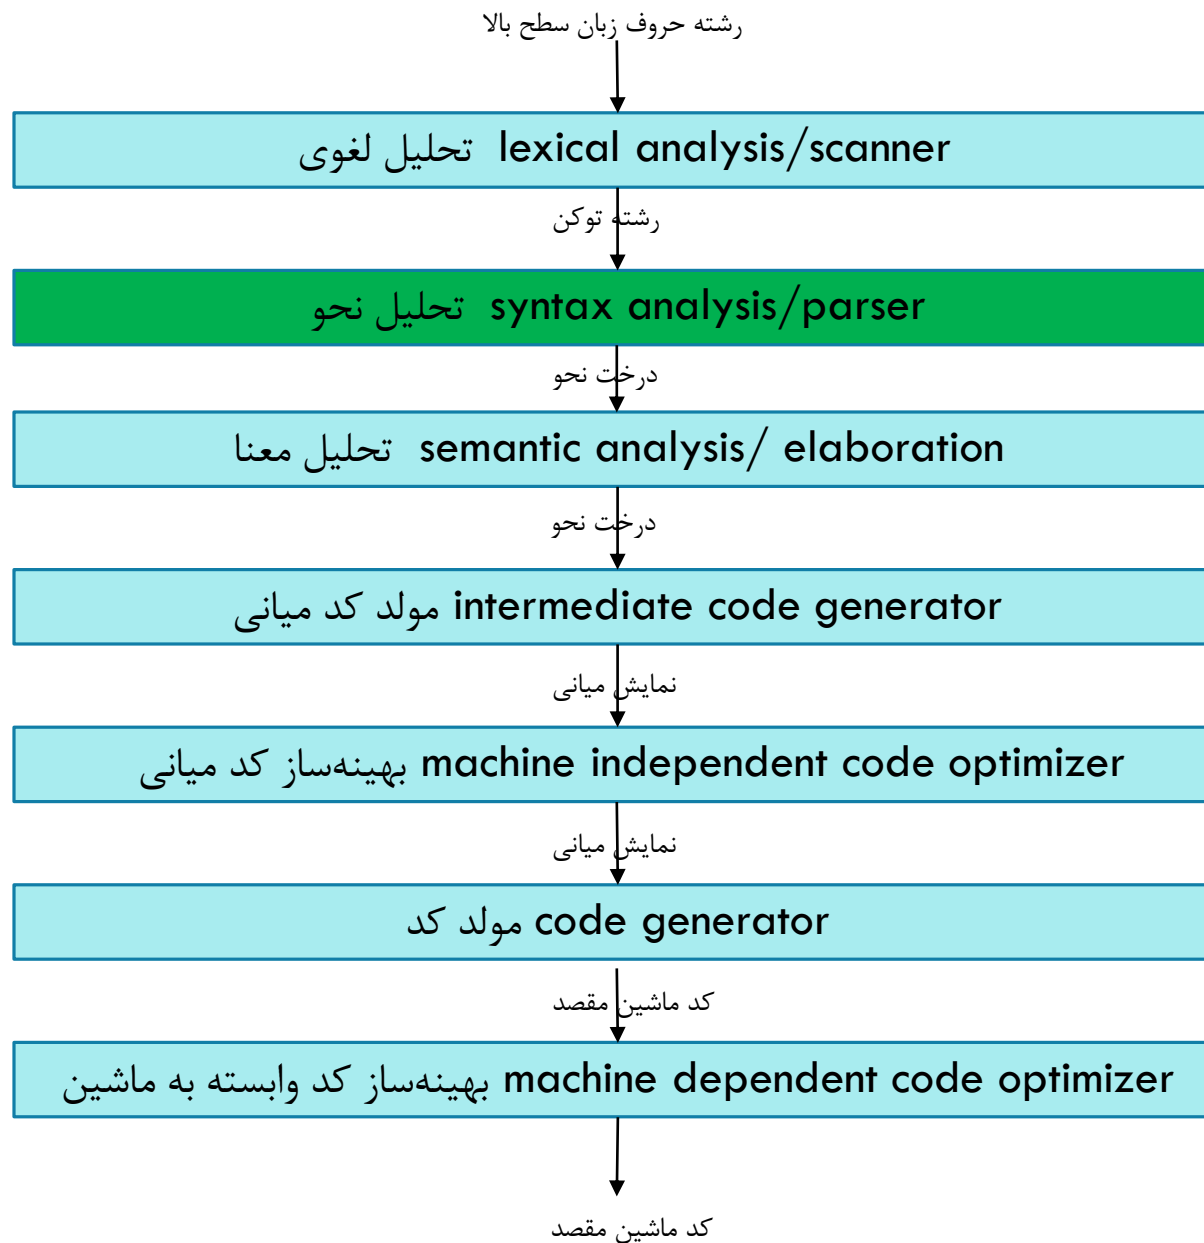 رشته حروف زبان سطح بالا
تحلیل لغوی lexical analysis/scanner
رشته توکن
تحلیل نحو syntax analysis/parser
درخت نحو
تحلیل معنا semantic analysis/ elaboration
درخت نحو
مولد کد میانی intermediate code generator
نمایش میانی
بهینه‌ساز کد میانی machine independent code optimizer
نمایش میانی
مولد کد code generator
کد ماشین مقصد
بهینه‌ساز کد وابسته به ماشین machine dependent code optimizer
کد ماشین مقصد